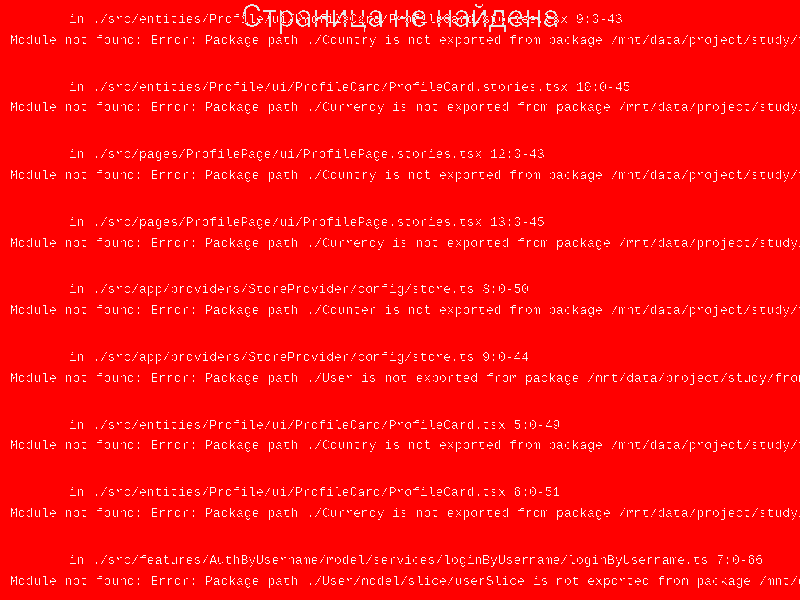 Страница не найдена
in ./src/entities/Profile/ui/ProfileCard/ProfileCard.stories.tsx 9:3-43
Module not found: Error: Package path ./Country is not exported from package /mnt/data/project/study/
in ./src/entities/Profile/ui/ProfileCard/ProfileCard.stories.tsx 10:0-45
Module not found: Error: Package path ./Currency is not exported from package /mnt/data/project/study
in ./src/pages/ProfilePage/ui/ProfilePage.stories.tsx 12:3-43
Module not found: Error: Package path ./Country is not exported from package /mnt/data/project/study/
in ./src/pages/ProfilePage/ui/ProfilePage.stories.tsx 13:3-45
Module not found: Error: Package path ./Currency is not exported from package /mnt/data/project/study
in ./src/app/providers/StoreProvider/config/store.ts 8:0-50
Module not found: Error: Package path ./Counter is not exported from package /mnt/data/project/study/
in ./src/app/providers/StoreProvider/config/store.ts 9:0-44
Module not found: Error: Package path ./User is not exported from package /mnt/data/project/study/fron
in ./src/entities/Profile/ui/ProfileCard/ProfileCard.tsx 5:0-49
Module not found: Error: Package path ./Country is not exported from package /mnt/data/project/study/
in ./src/entities/Profile/ui/ProfileCard/ProfileCard.tsx 6:0-51
Module not found: Error: Package path ./Currency is not exported from package /mnt/data/project/study
in ./src/features/AuthByUsername/model/services/loginByUsername/loginByUsername.ts 7:0-66
Module not found: Error: Package path ./User/model/slice/userSlice is not exported from package /mnt/